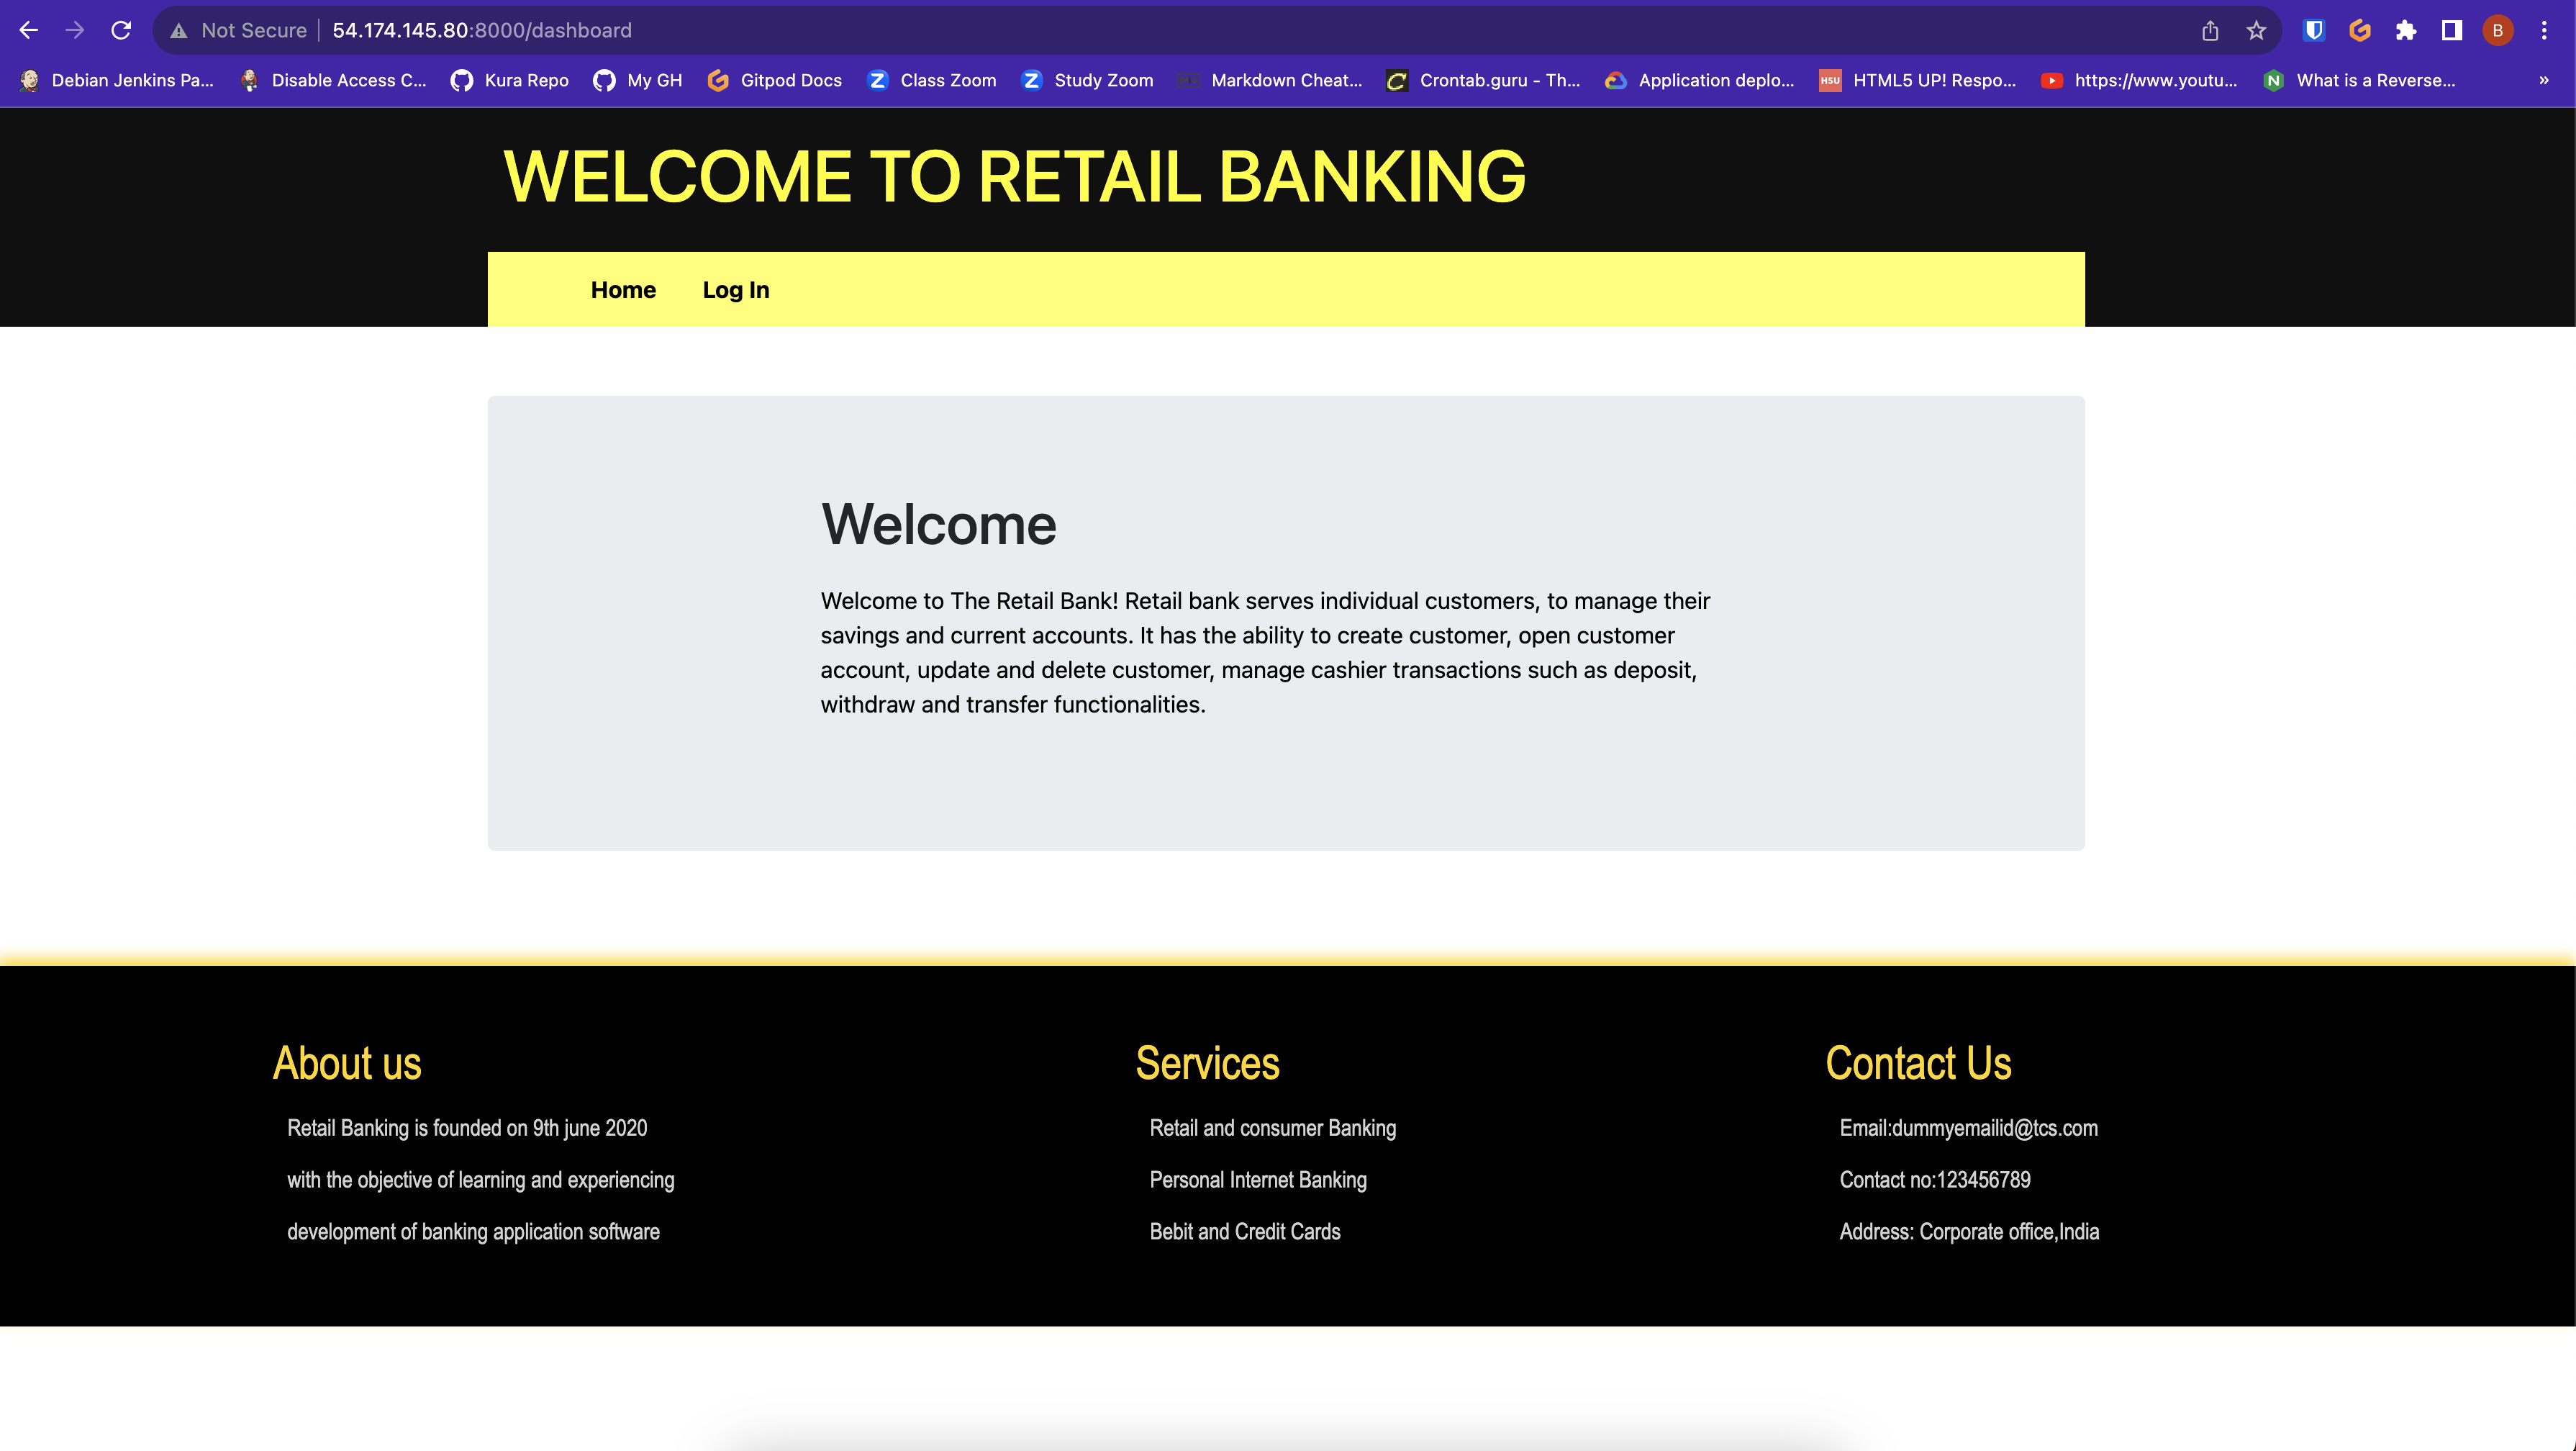 Not Secure 54.174.145.80:8000/dashboard B
Debian Jenkins Pa... Disable Access C... Kura Repo My GH Gitpod Docs Class Zoom Study Zoom Markdown Cheat... Crontab.guru - Th... Application deplo... H5U HTML5 UP! Respo... https://www.youtu... N What is a Reverse... »
WELCOME TO RETAIL BANKING
Home Log In
Welcome
Welcome to The Retail Bank! Retail bank serves individual customers, to manage their
savings and current accounts. It has the ability to create customer, open customer
account, update and delete customer, manage cashier transactions such as deposit,
withdraw and transfer functionalities.
About us
Retail Banking is founded on 9th june 2020
with the objective of learning and experiencing
development of banking application software
Services
Retail and consumer Banking
Personal Internet Banking
Bebit and Credit Cards
Contact Us
Email:dummyemailid@tcs.com
Contact no:123456789
Address: Corporate office,India